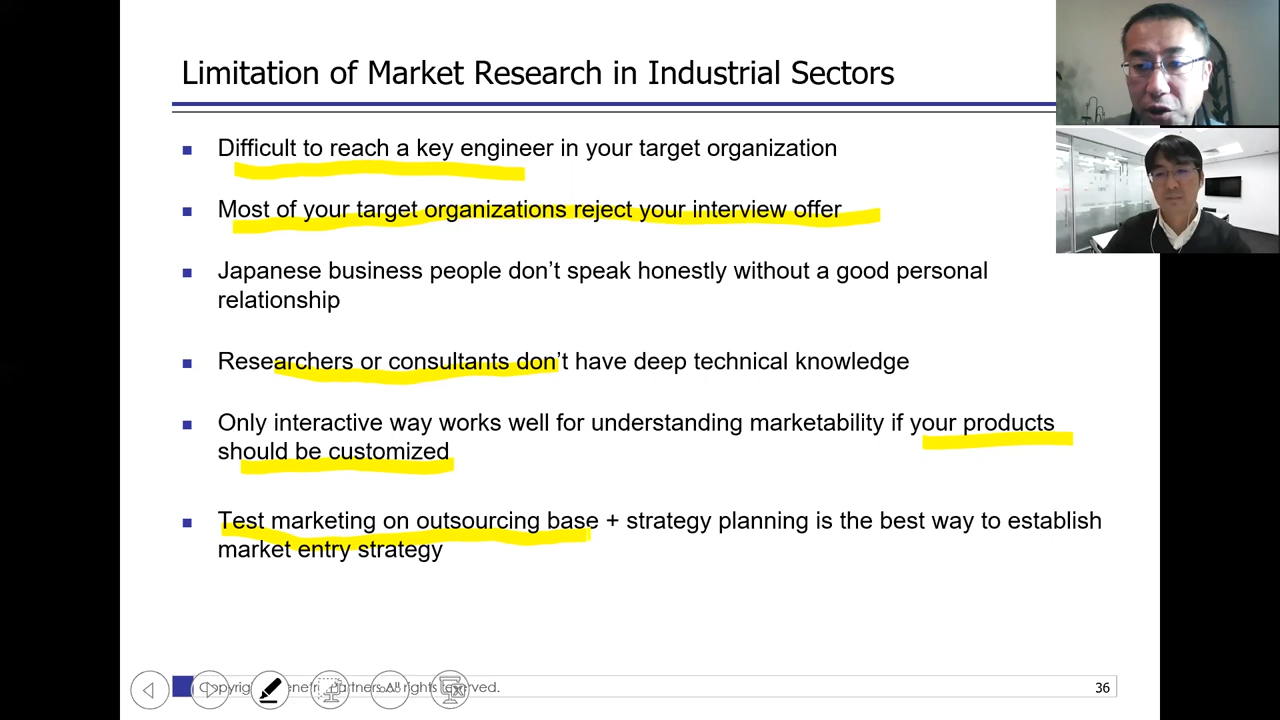 Limitation of Market Research in Industrial Sectors
Difficult to reach a key engineer in your target organization
Most of your target organizations reject your interview offer
Japanese business people don’t speak honestly without a good personal
relationship
Researchers or consultants don’t have deep technical knowledge
Only interactive way works well for understanding marketability if your products
should be customized
Test marketing on outsourcing base + strategy planning is the best way to establish
market entry strategy
rights reserved.
36